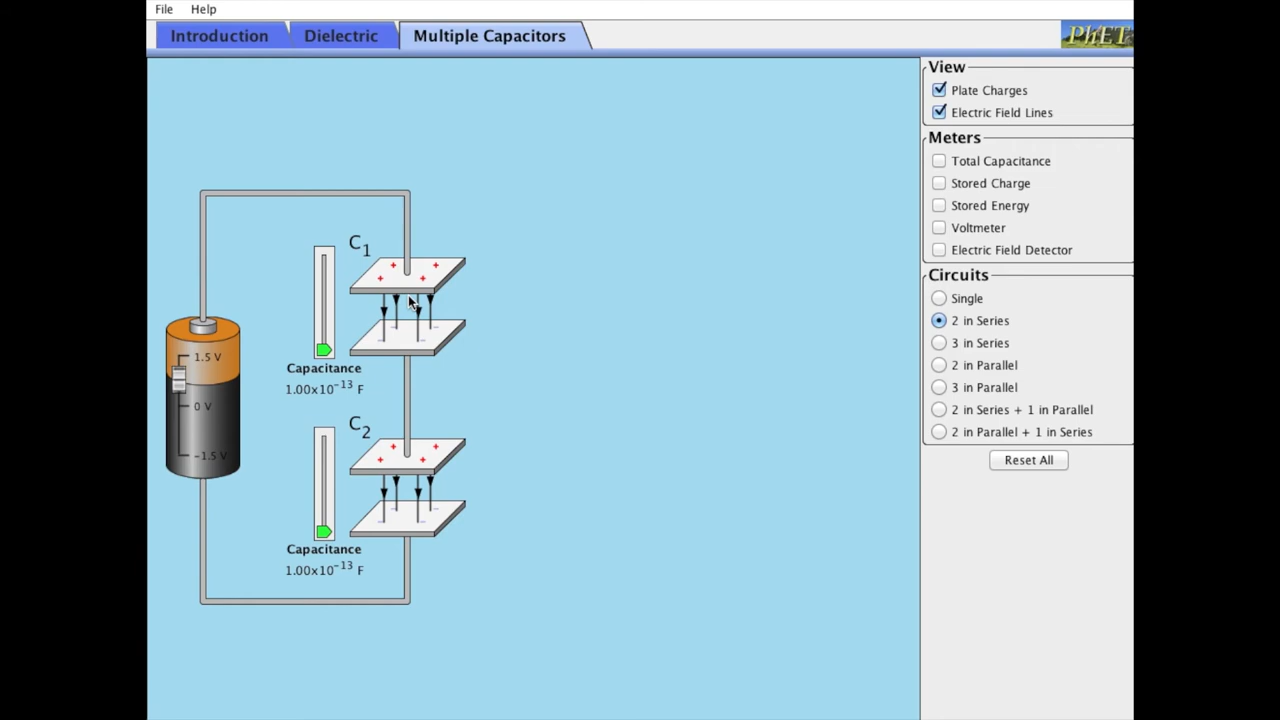 File Help
Introduction Dielectric Multiple Capacitors PhET
View
Plate Charges
Electric Field Lines
Meters
Total Capacitance
Stored Charge
Stored Energy
Voltmeter
Electric Field Detector
Circuits
Single
2 in Series
3 in Series
2 in Parallel
3 in Parallel
2 in Series + 1 in Parallel
2 in Parallel + 1 in Series
Reset All
C₁
Capacitance
1.00x10⁻¹³ F
1.5 V
0 V
−1.5 V
C₂
Capacitance
1.00x10⁻¹³ F